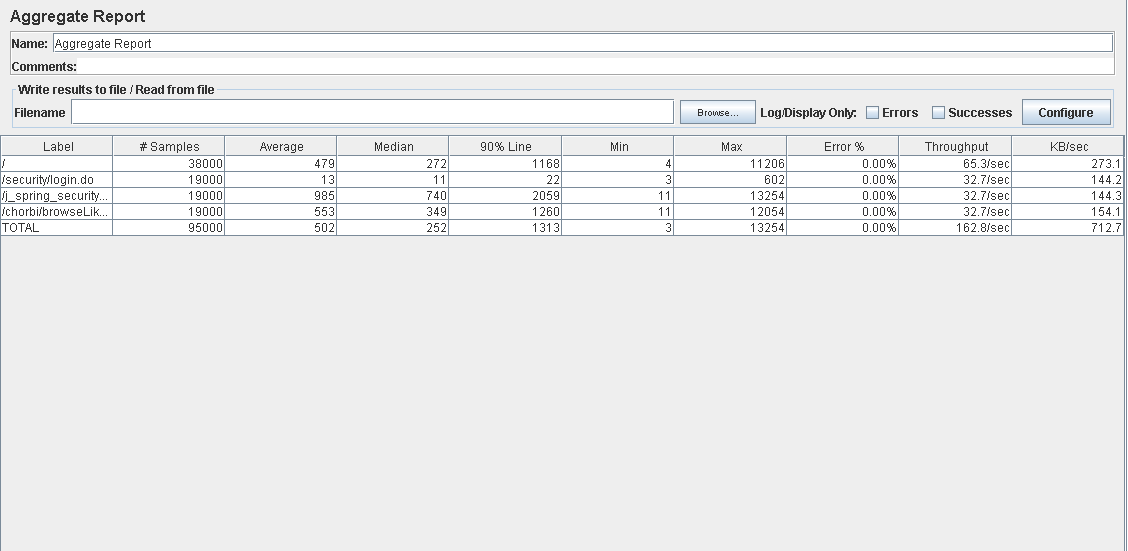 Aggregate Report
Name: Aggregate Report
Comments:
Write results to file / Read from file
Filename Browse... Log/Display Only: Errors Successes Configure
Label # Samples Average Median 90% Line Min Max Error % Throughput KB/sec
/ 38000 479 272 1168 4 11206 0.00% 65.3/sec 273.1
/security/login.do 19000 13 11 22 3 602 0.00% 32.7/sec 144.2
/j_spring_security... 19000 985 740 2059 11 13254 0.00% 32.7/sec 144.3
/chorbi/browseLik... 19000 553 349 1260 11 12054 0.00% 32.7/sec 154.1
TOTAL 95000 502 252 1313 3 13254 0.00% 162.8/sec 712.7